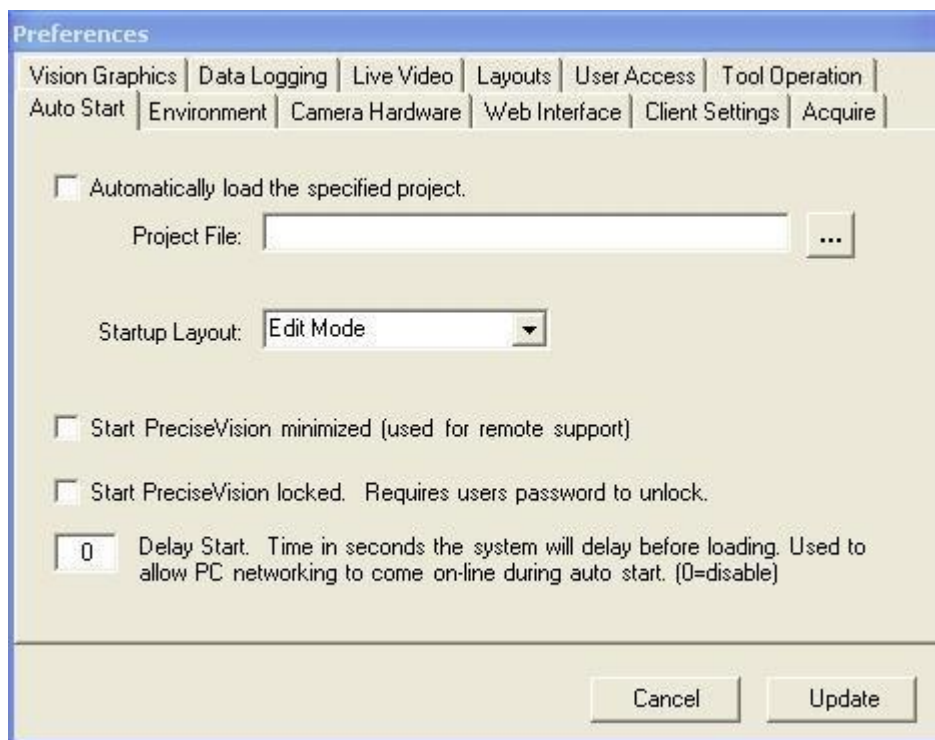 Preferences
Vision Graphics Data Logging Live Video Layouts User Access Tool Operation
Auto Start Environment Camera Hardware Web Interface Client Settings Acquire
Automatically load the specified project.
Project File: ...
Startup Layout: Edit Mode
Start PreciseVision minimized (used for remote support)
Start PreciseVision locked. Requires users password to unlock.
0 Delay Start. Time in seconds the system will delay before loading. Used to
allow PC networking to come on-line during auto start. (0=disable)
Cancel Update